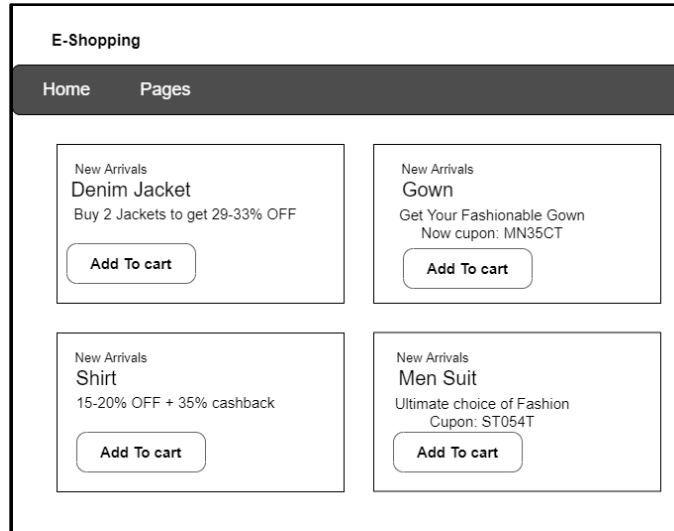 E-Shopping
Home Pages
New Arrivals
Denim Jacket
Buy 2 Jackets to get 29-33% OFF
Add To cart
New Arrivals
Gown
Get Your Fashionable Gown
Now cupon: MN35CT
Add To cart
New Arrivals
Shirt
15-20% OFF + 35% cashback
Add To cart
New Arrivals
Men Suit
Ultimate choice of Fashion
Cupon: ST054T
Add To cart